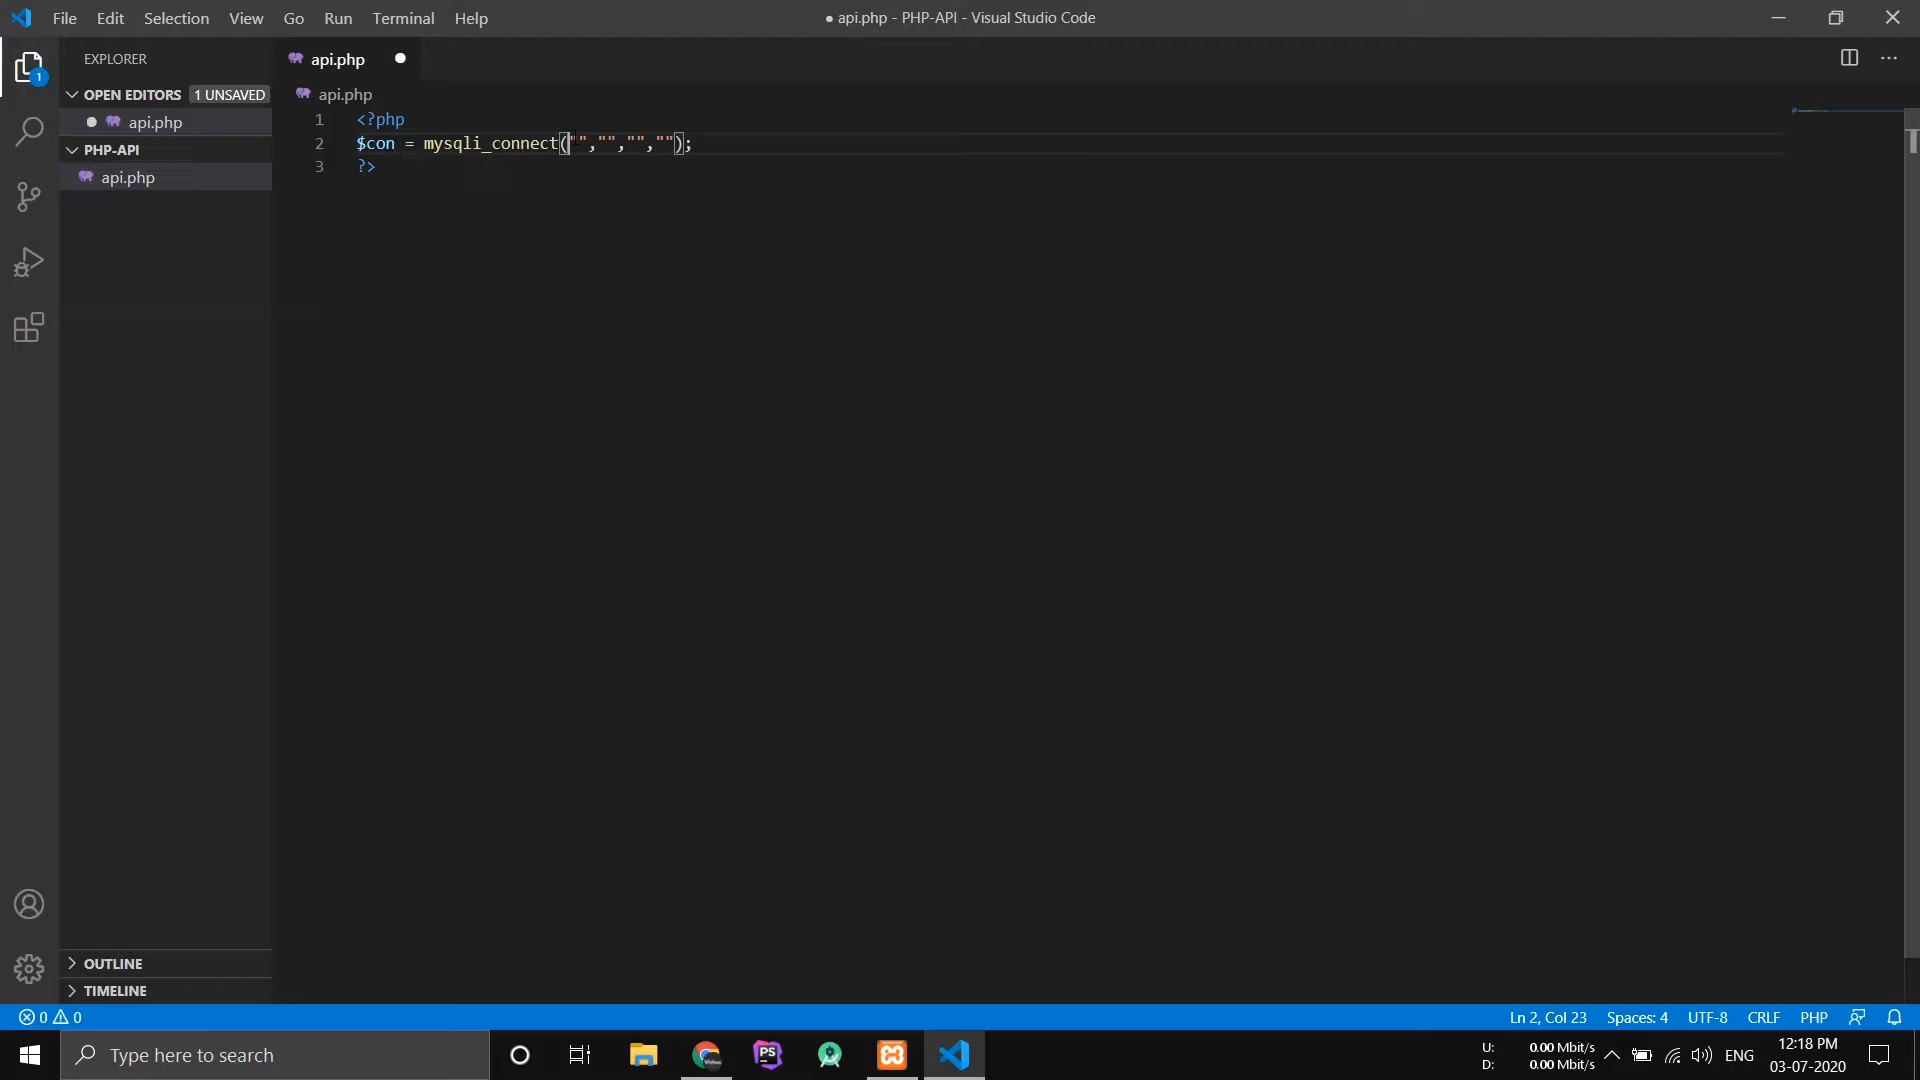 File Edit Selection View Go Run Terminal Help
● api.php - PHP-API - Visual Studio Code
EXPLORER
api.php
1
OPEN EDITORS 1 UNSAVED
api.php
api.php
PHP-API
api.php
1 <?php
2 $con = mysqli_connect("","","","");
3 ?>
OUTLINE
TIMELINE
0 0
Ln 2, Col 23 Spaces: 4 UTF-8 CRLF PHP
Type here to search
PS
U: 0.00 Mbit/s
D: 0.00 Mbit/s
ENG
12:18 PM
03-07-2020